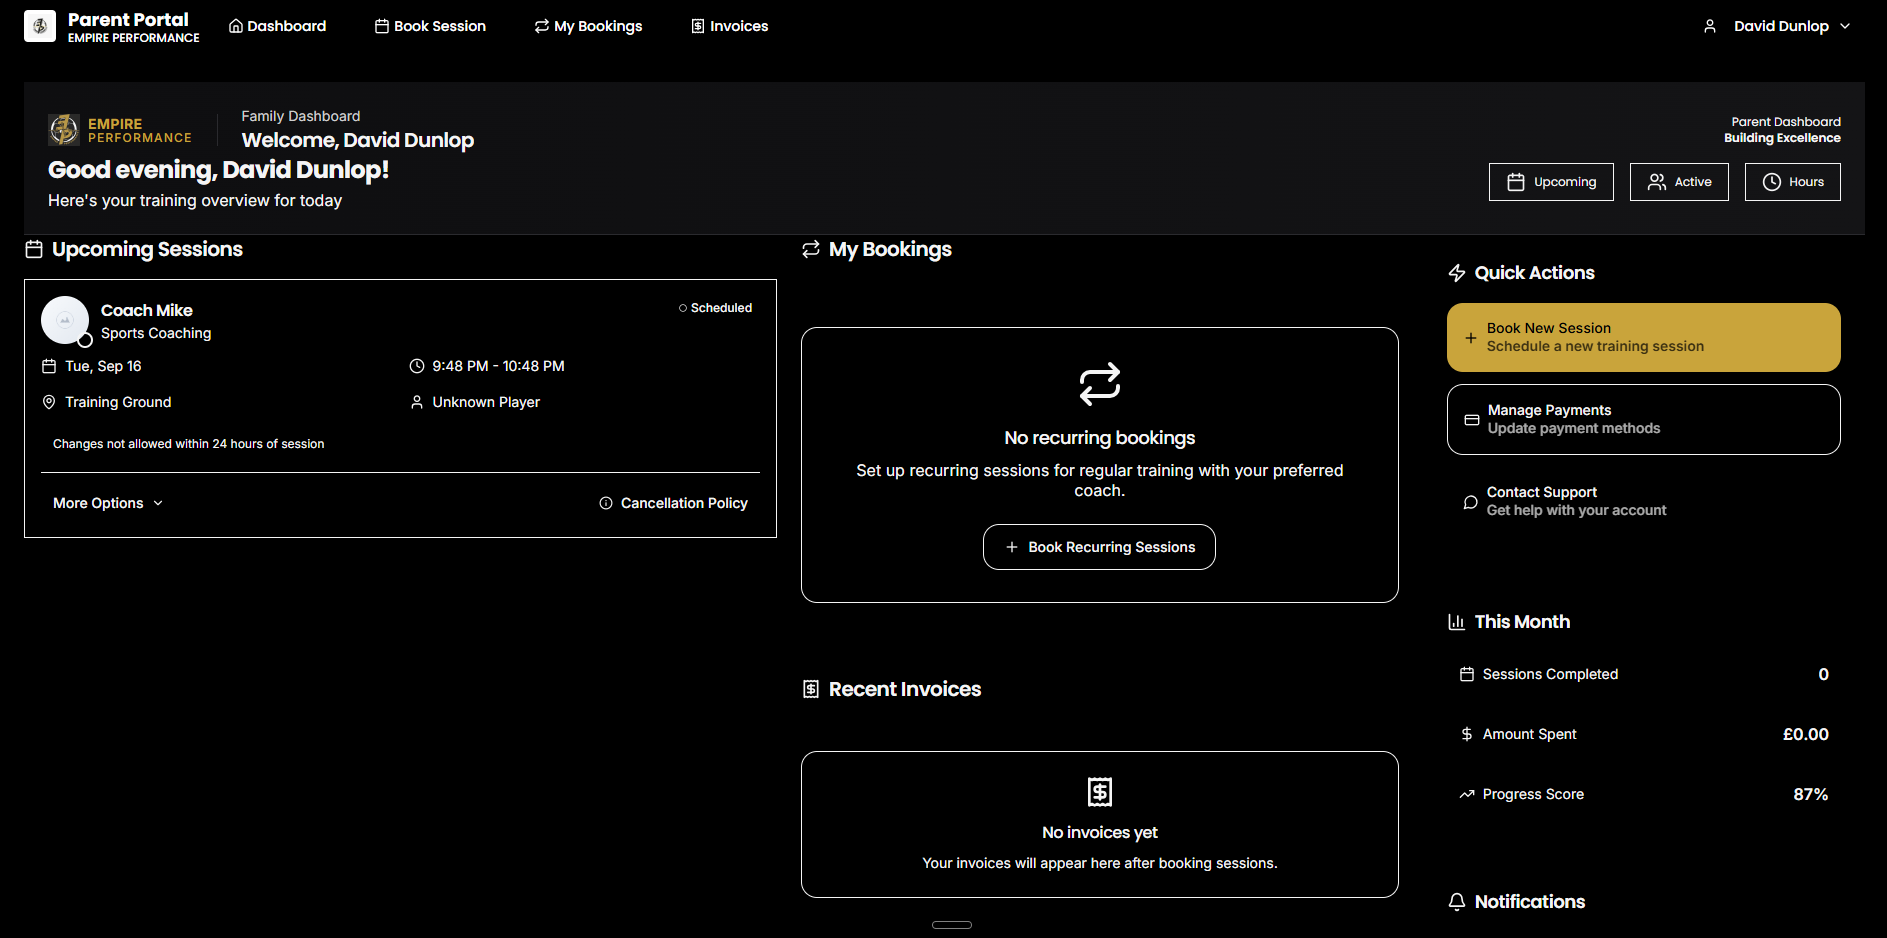 Parent Portal
EMPIRE PERFORMANCE
Dashboard
Book Session
My Bookings
Invoices
David Dunlop
EMPIRE
PERFORMANCE
Family Dashboard
Welcome, David Dunlop
Good evening, David Dunlop!
Here's your training overview for today
Parent Dashboard
Building Excellence
Upcoming
Active
Hours
Upcoming Sessions
Coach Mike
Sports Coaching
Scheduled
Tue, Sep 16
9:48 PM - 10:48 PM
Training Ground
Unknown Player
Changes not allowed within 24 hours of session
More Options
Cancellation Policy
My Bookings
No recurring bookings
Set up recurring sessions for regular training with your preferred
coach.
Book Recurring Sessions
Recent Invoices
No invoices yet
Your invoices will appear here after booking sessions.
Quick Actions
Book New Session
Schedule a new training session
Manage Payments
Update payment methods
Contact Support
Get help with your account
This Month
Sessions Completed
0
Amount Spent
£0.00
Progress Score
87%
Notifications